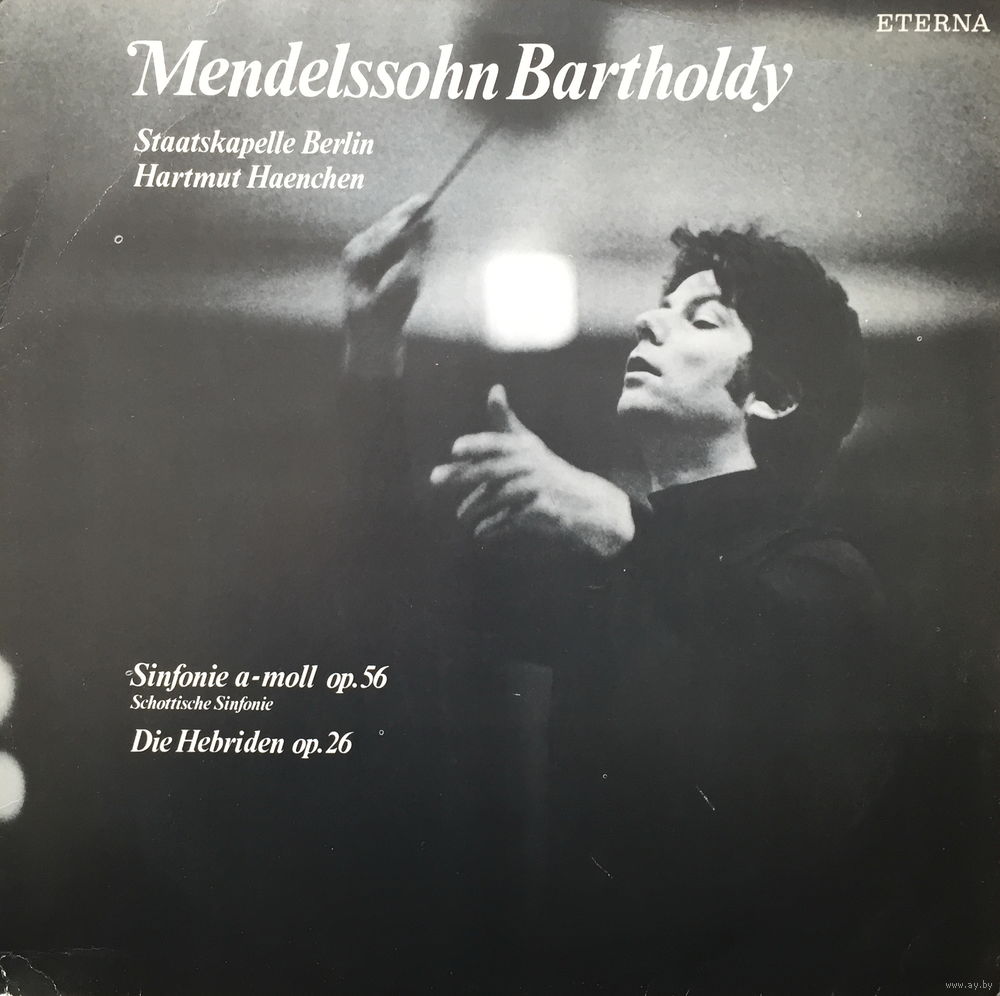 ETERNA
Mendelssohn Bartholdy
Staatskapelle Berlin
Hartmut Haenchen
Sinfonie a-moll op. 56
Schottische Sinfonie
Die Hebriden op. 26
www.ay.by